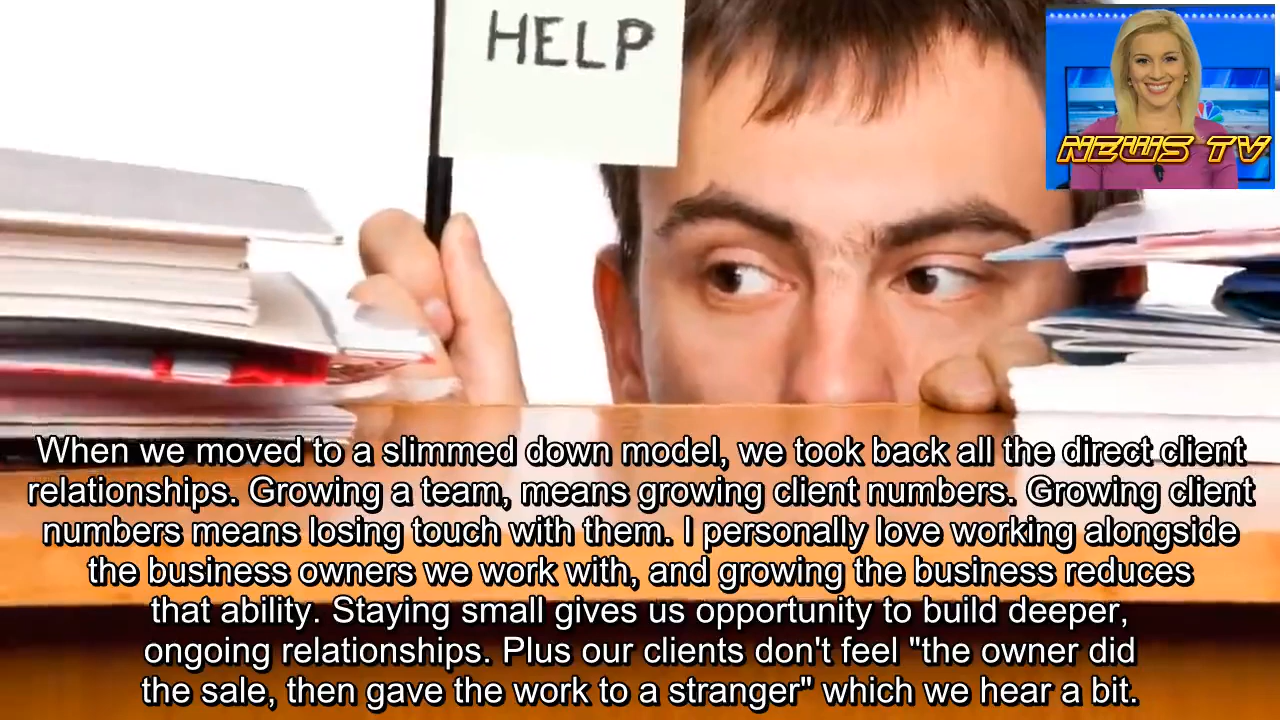 HELP
NEWS TV
When we moved to a slimmed down model, we took back all the direct client
relationships. Growing a team, means growing client numbers. Growing client
numbers means losing touch with them. I personally love working alongside
the business owners we work with, and growing the business reduces
that ability. Staying small gives us opportunity to build deeper,
ongoing relationships. Plus our clients don't feel "the owner did
the sale, then gave the work to a stranger" which we hear a bit.